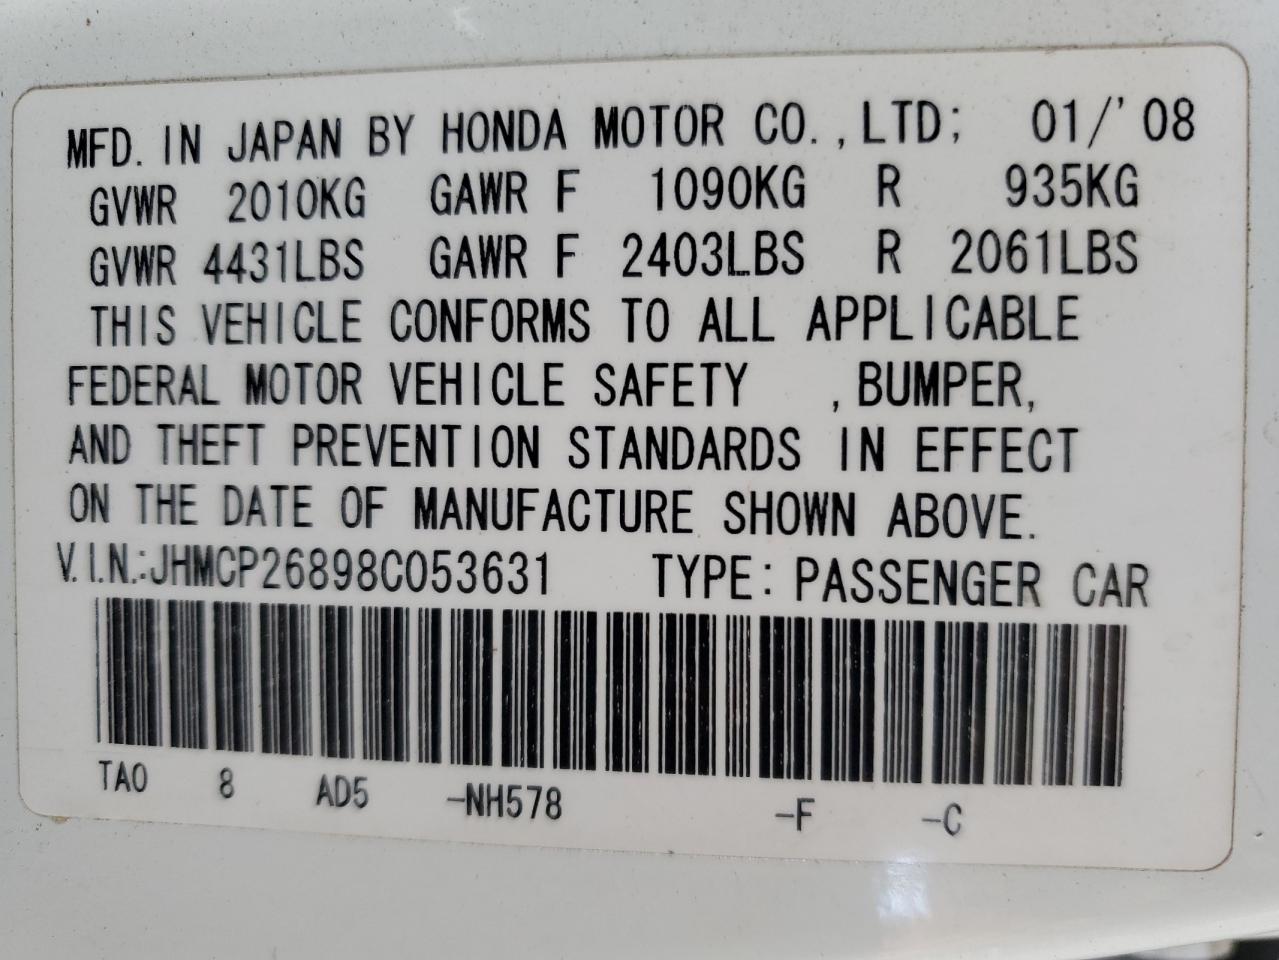 MFD. IN JAPAN BY HONDA MOTOR CO.,LTD; 01/'08
GVWR 2010KG GAWR F 1090KG R 935KG
GVWR 4431LBS GAWR F 2403LBS R 2061LBS
THIS VEHICLE CONFORMS TO ALL APPLICABLE
FEDERAL MOTOR VEHICLE SAFETY ,BUMPER,
AND THEFT PREVENTION STANDARDS IN EFFECT
ON THE DATE OF MANUFACTURE SHOWN ABOVE.
V.I.N.:JHMCP26898C053631 TYPE: PASSENGER CAR
TA0 8 AD5 -NH578 -F -C